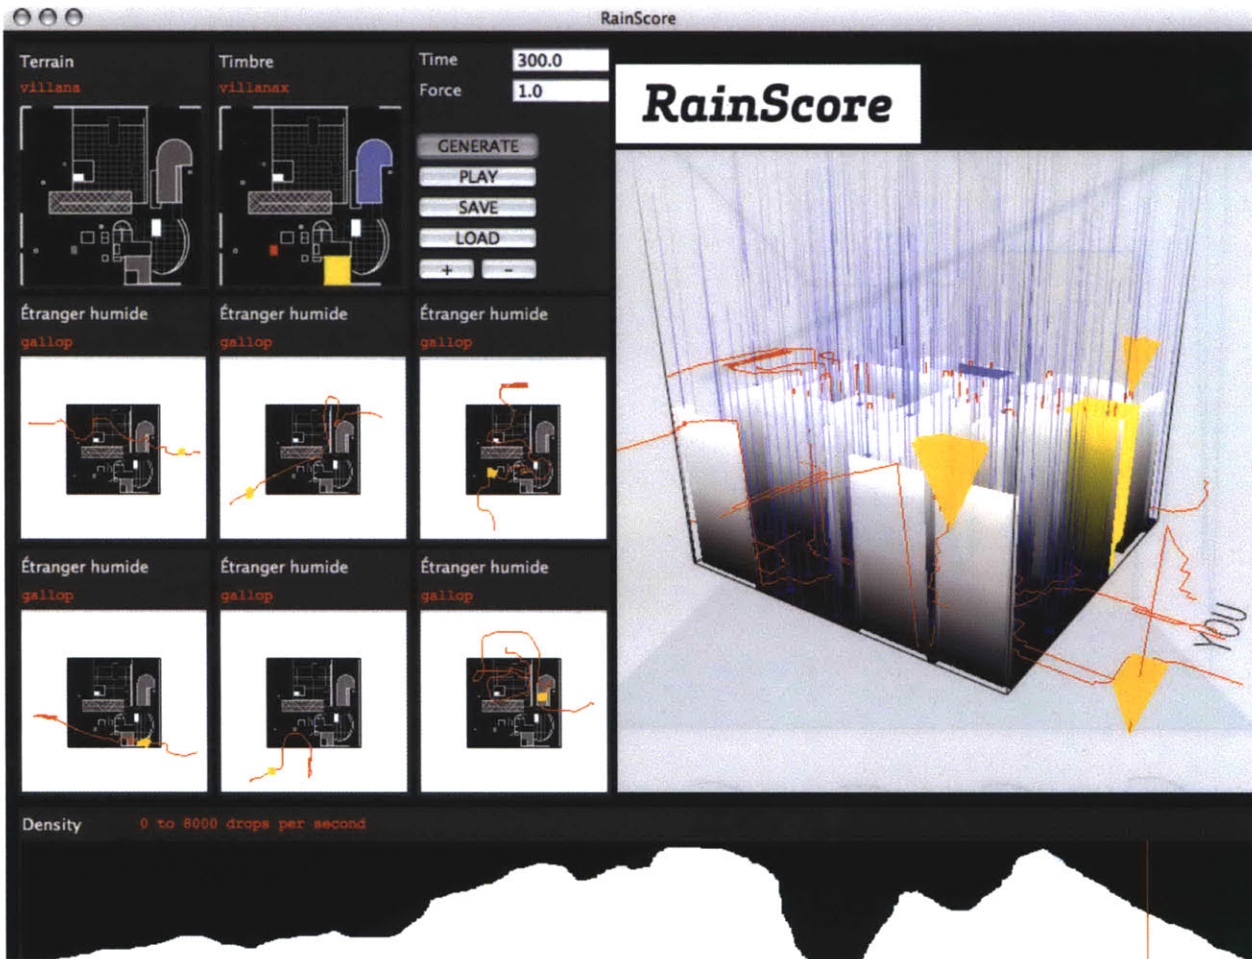 RainScore
Terrain
villana
Timbre
villanax
Time 300.0
Force 1.0
GENERATE
PLAY
SAVE
LOAD
+ -
RainScore
Étranger humide
gallop
Étranger humide
gallop
Étranger humide
gallop
Étranger humide
gallop
Étranger humide
gallop
Étranger humide
gallop
YOU
Density 0 to 8000 drops per second